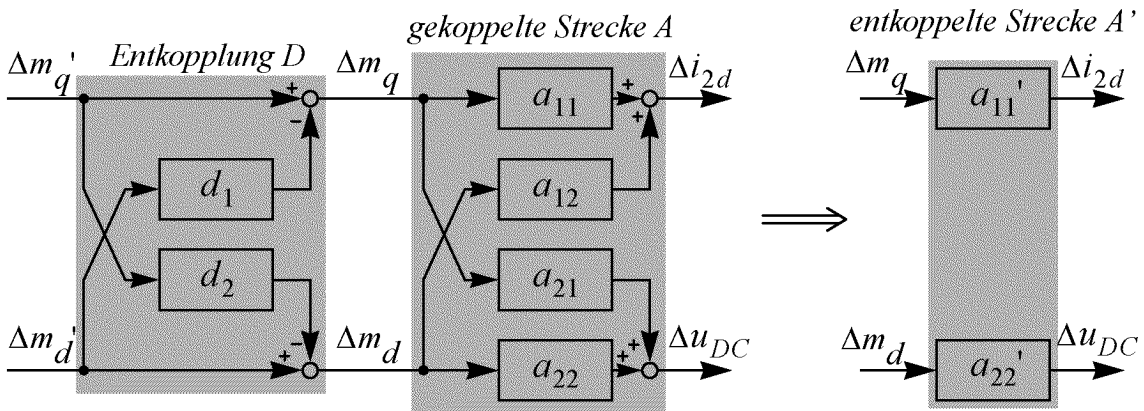 Entkopplung D
gekoppelte Strecke A
entkoppelte Strecke A'
Δm_q'
Δm_q
Δi_2d
Δm_q
Δi_2d
+
−
a_11
+
+
a_11'
d_1
a_12
d_2
a_21
Δm_d'
−
+
Δm_d
a_22
+
+
Δu_DC
Δm_d
a_22'
Δu_DC